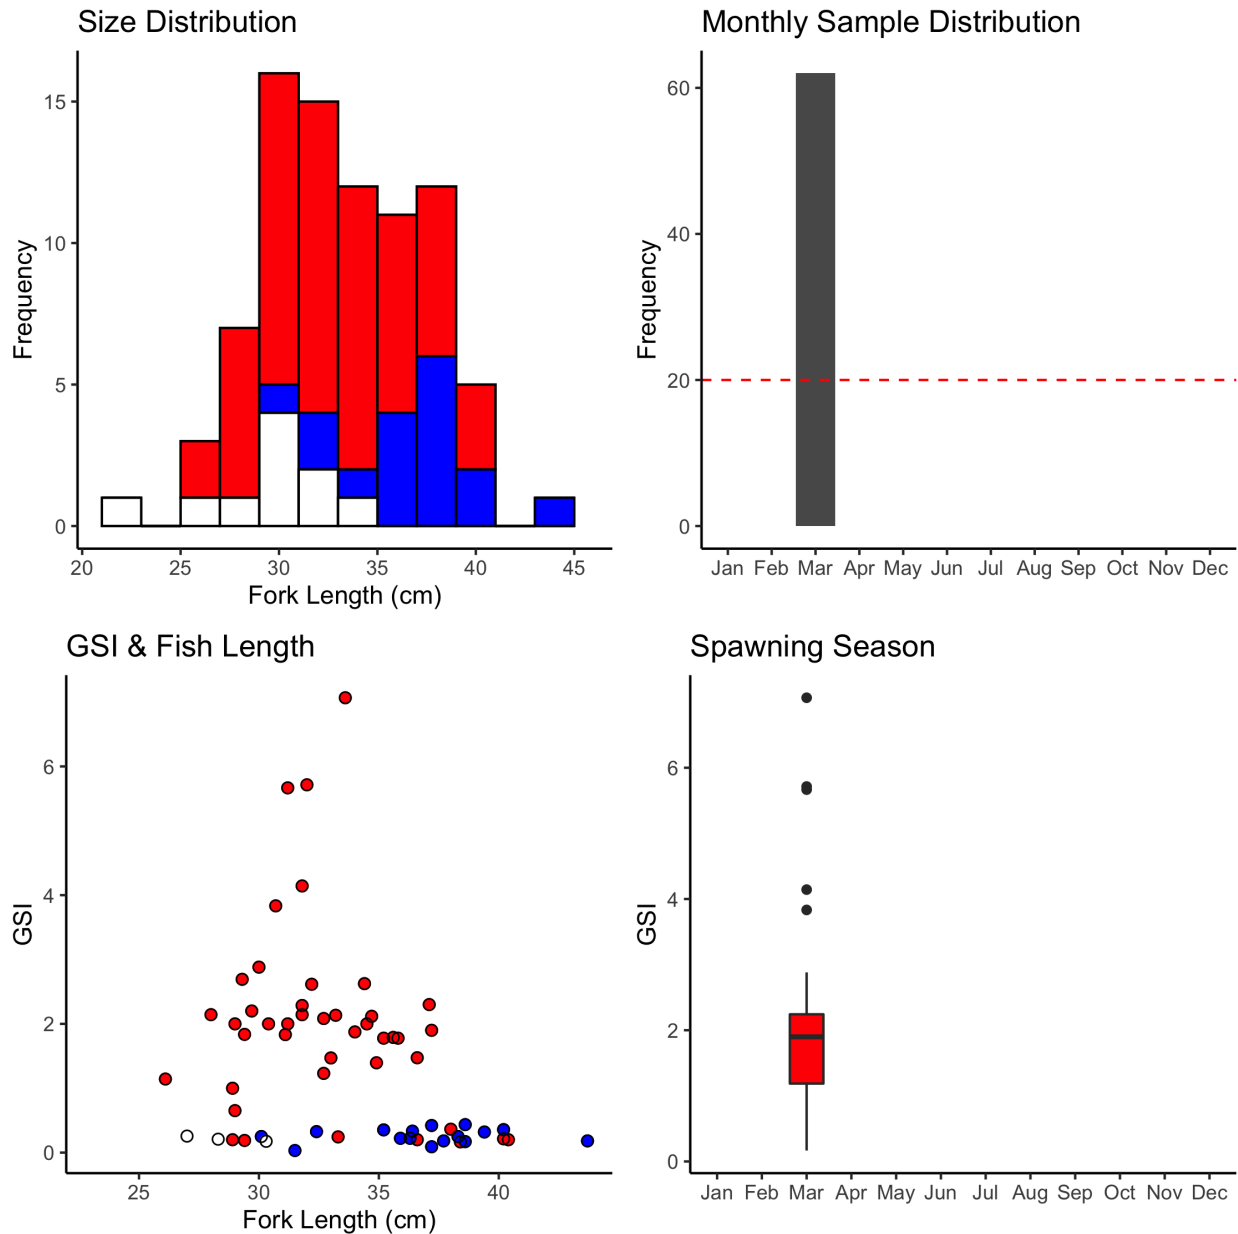 Size Distribution
Frequency
15
10
5
0
20 25 30 35 40 45
Fork Length (cm)
Monthly Sample Distribution
Frequency
60
40
20
0
Jan Feb Mar Apr May Jun Jul Aug Sep Oct Nov Dec
GSI & Fish Length
GSI
6
4
2
0
25 30 35 40
Fork Length (cm)
Spawning Season
GSI
6
4
2
0
Jan Feb Mar Apr May Jun Jul Aug Sep Oct Nov Dec